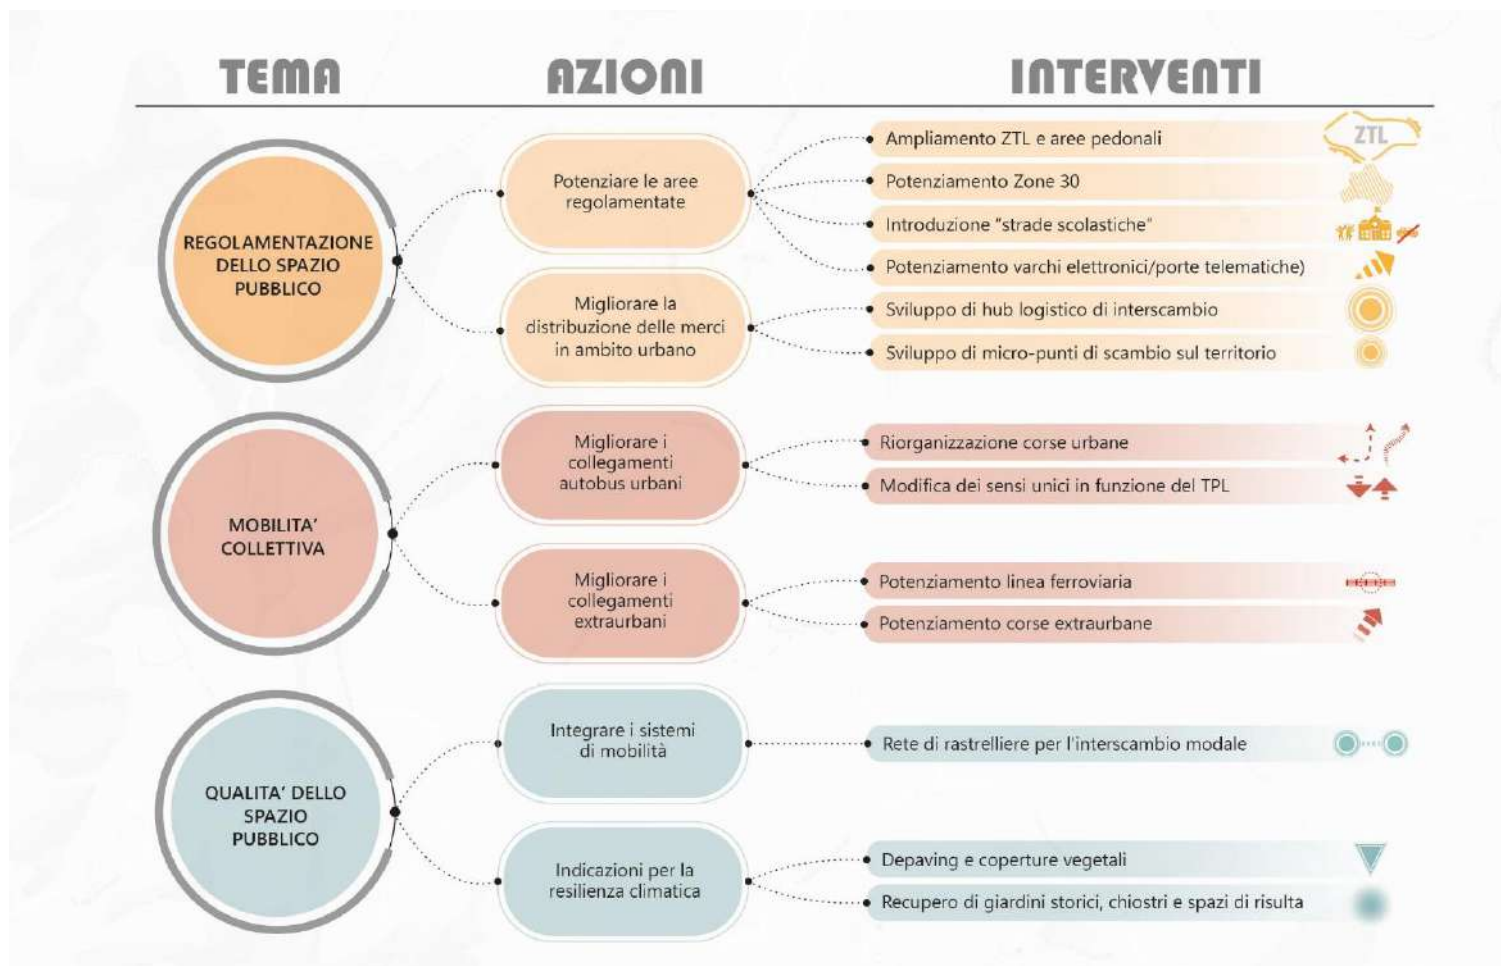 TEMA
AZIONI
INTERVENTI
REGOLAMENTAZIONE
DELLO SPAZIO
PUBBLICO
Potenziare le aree
regolamentate
Ampliamento ZTL e aree pedonali
ZTL
Potenziamento Zone 30
Introduzione "strade scolastiche"
Potenziamento varchi elettronici/porte telematiche)
Migliorare la
distribuzione delle merci
in ambito urbano
Sviluppo di hub logistico di interscambio
Sviluppo di micro-punti di scambio sul territorio
MOBILITA'
COLLETTIVA
Migliorare i
collegamenti
autobus urbani
Riorganizzazione corse urbane
Modifica dei sensi unici in funzione del TPL
Migliorare i
collegamenti
extraurbani
Potenziamento linea ferroviaria
Potenziamento corse extraurbane
QUALITA' DELLO
SPAZIO
PUBBLICO
Integrare i sistemi
di mobilità
Rete di rastrelliere per l'interscambio modale
Indicazioni per la
resilienza climatica
Depaving e coperture vegetali
Recupero di giardini storici, chiostri e spazi di risulta